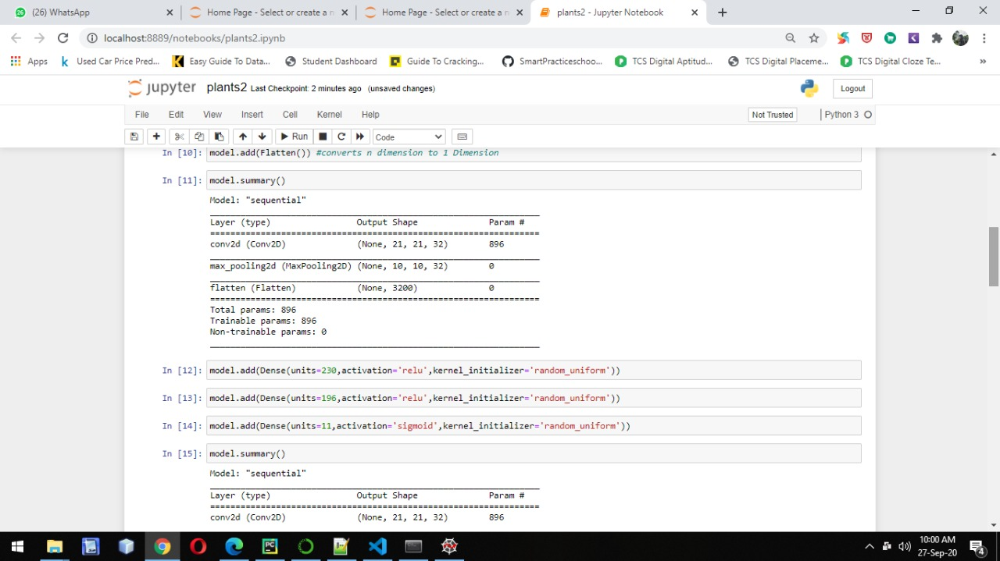 (26) WhatsApp
Home Page - Select or create a n
Home Page - Select or create a n
plants2 - Jupyter Notebook
localhost:8889/notebooks/plants2.ipynb
Apps
Used Car Price Pred...
Easy Guide To Data...
Student Dashboard
Guide To Cracking...
SmartPracticeschoo...
TCS Digital Aptitud...
TCS Digital Placeme...
TCS Digital Cloze Te...
jupyter plants2 Last Checkpoint: 2 minutes ago (unsaved changes)
Logout
File Edit View Insert Cell Kernel Help
Not Trusted
Python 3
Run
Code
In [10]: model.add(Flatten()) #converts n dimension to 1 Dimension
In [11]: model.summary()
Model: "sequential"
_________________________________________________________________
Layer (type) Output Shape Param #
=================================================================
conv2d (Conv2D) (None, 21, 21, 32) 896
_________________________________________________________________
max_pooling2d (MaxPooling2D) (None, 10, 10, 32) 0
_________________________________________________________________
flatten (Flatten) (None, 3200) 0
=================================================================
Total params: 896
Trainable params: 896
Non-trainable params: 0
_________________________________________________________________
In [12]: model.add(Dense(units=230,activation='relu',kernel_initializer='random_uniform'))
In [13]: model.add(Dense(units=196,activation='relu',kernel_initializer='random_uniform'))
In [14]: model.add(Dense(units=11,activation='sigmoid',kernel_initializer='random_uniform'))
In [15]: model.summary()
Model: "sequential"
_________________________________________________________________
Layer (type) Output Shape Param #
=================================================================
conv2d (Conv2D) (None, 21, 21, 32) 896
10:00 AM
27-Sep-20
4